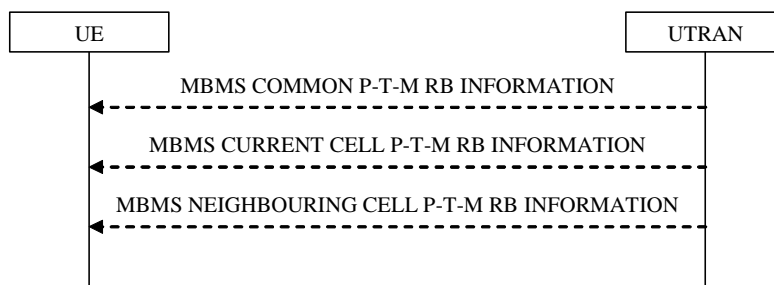 UE
UTRAN
MBMS COMMON P-T-M RB INFORMATION
MBMS CURRENT CELL P-T-M RB INFORMATION
MBMS NEIGHBOURING CELL P-T-M RB INFORMATION